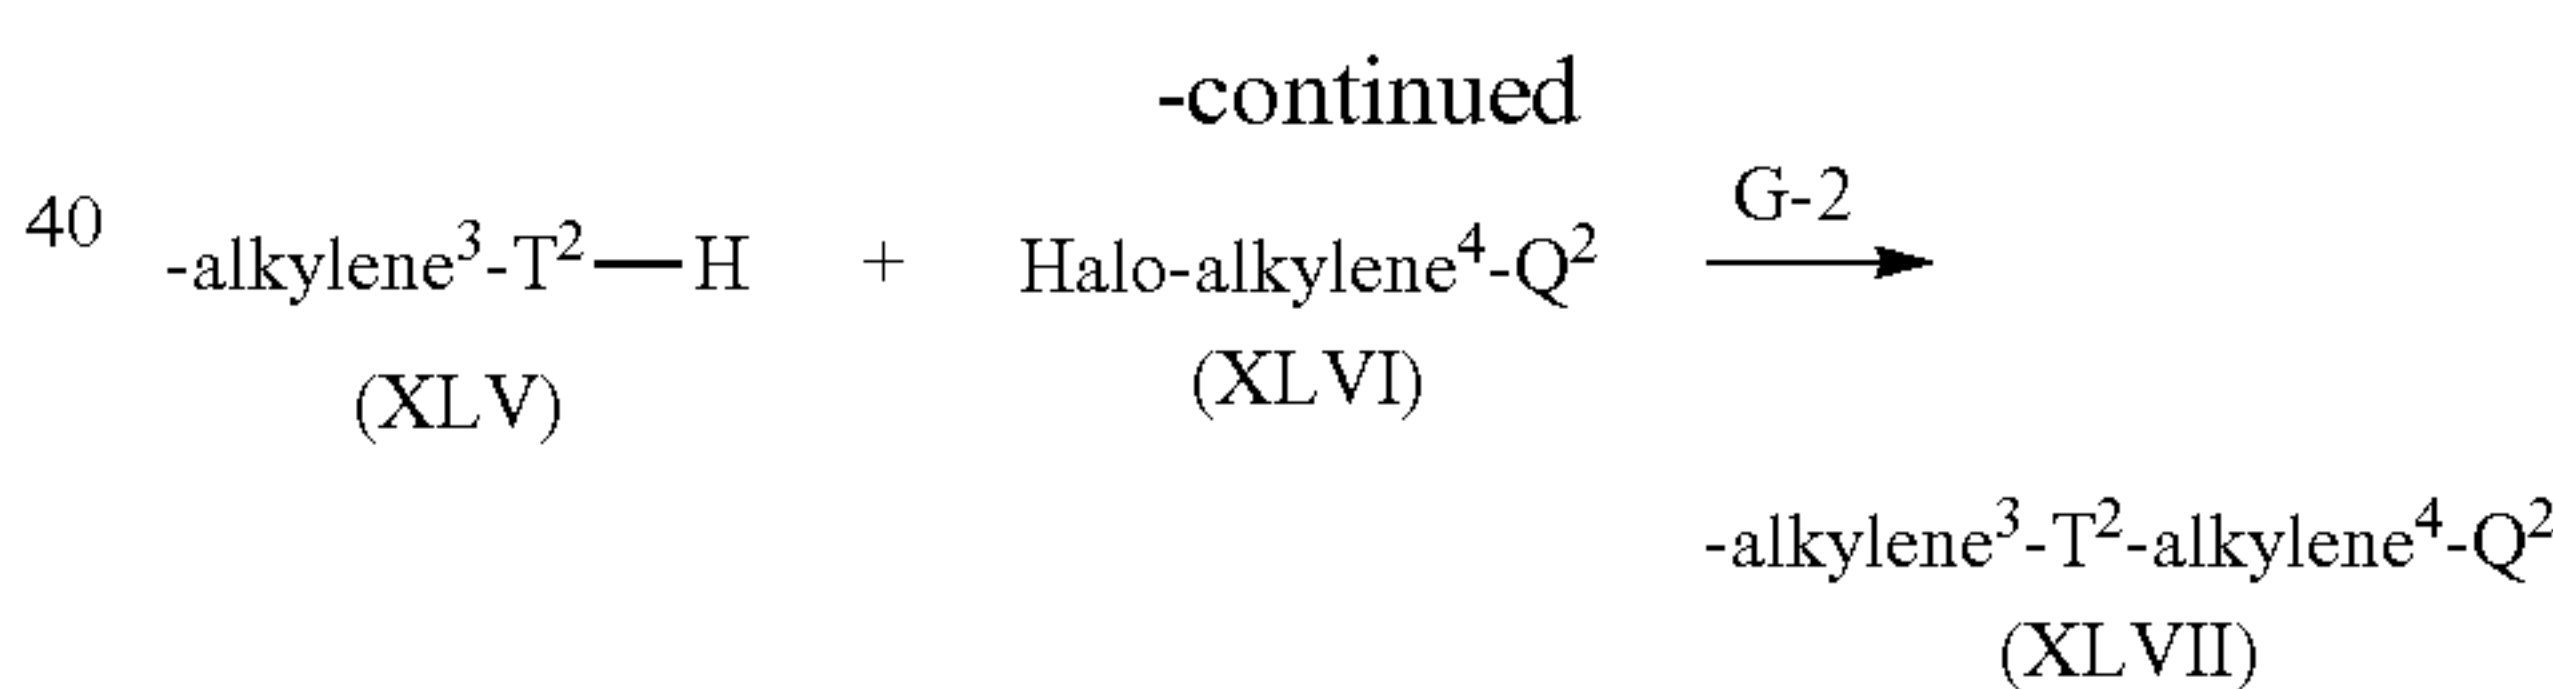 -continued
G-2
40 -alkylene³-T²—H + Halo-alkylene⁴-Q²
(XLV) (XLVI)
-alkylene³-T²-alkylene⁴-Q²
(XLVII)